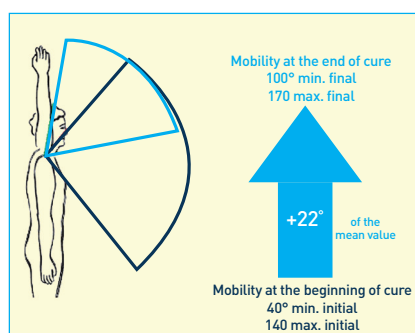 Mobility at the end of cure
100° min. final
170 max. final
+22°
of the
mean value
Mobility at the beginning of cure
40° min. initial
140 max. initial